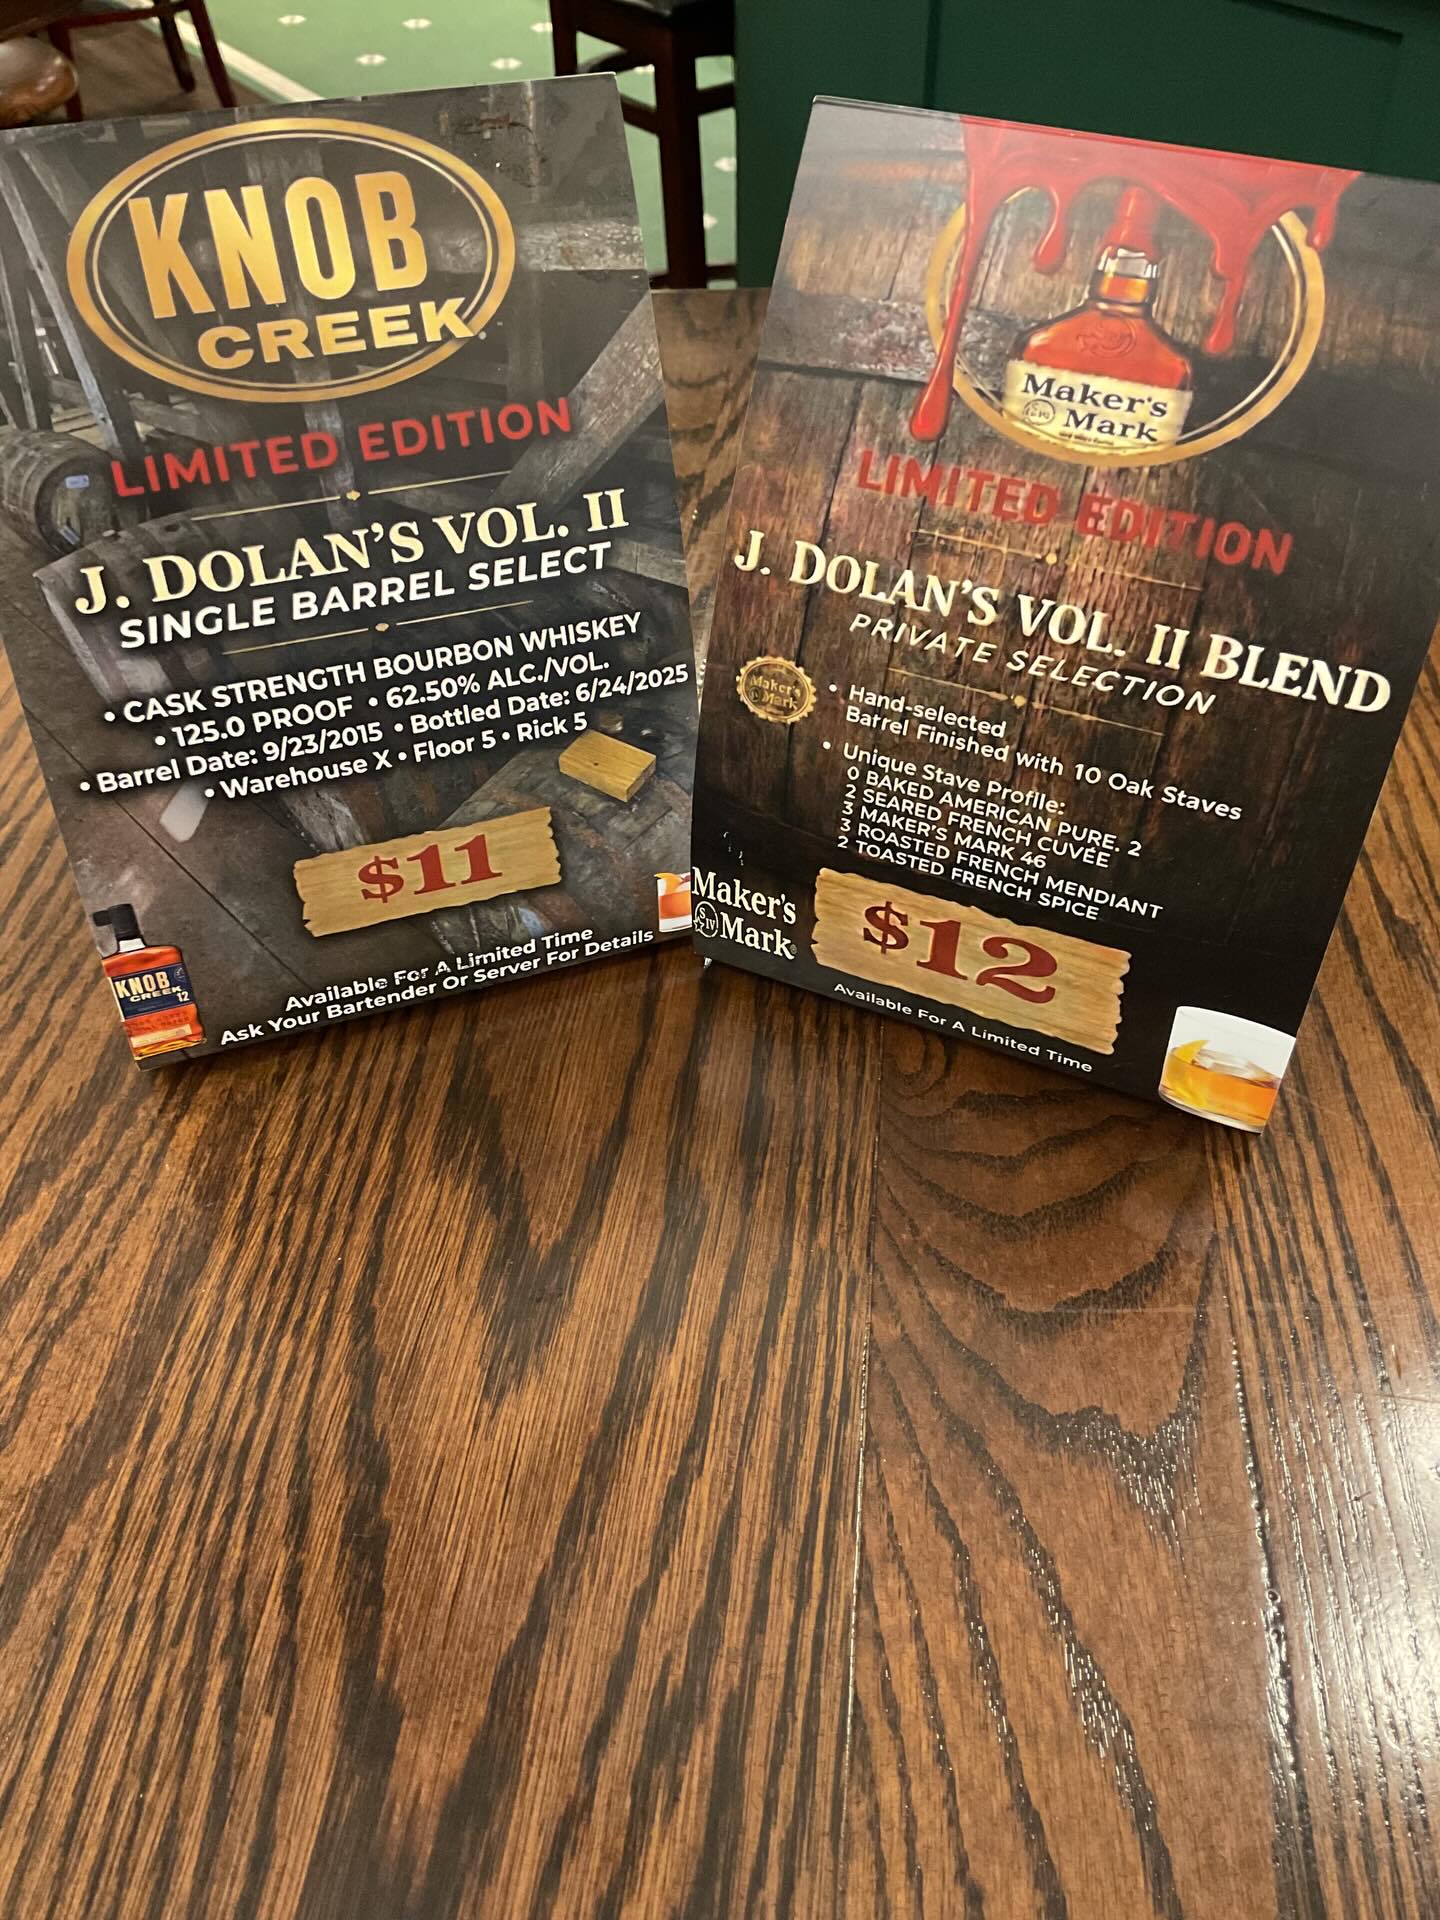 KNOB
CREEK
LIMITED EDITION
J. DOLAN'S VOL. II
SINGLE BARREL SELECT
• CASK STRENGTH BOURBON WHISKEY
• 125.0 PROOF • 62.50% ALC./VOL.
• Barrel Date: 9/23/2015 • Bottled Date: 6/24/2025
• Warehouse X • Floor 5 • Rick 5
$11
Available For A Limited Time
Ask Your Bartender Or Server For Details
KNOB
CREEK
12
Maker's
Mark
LIMITED EDITION
J. DOLAN'S VOL. II BLEND
PRIVATE SELECTION
Maker's
Mark
• Hand-selected
Barrel Finished with 10 Oak Staves
• Unique Stave Profile:
0 BAKED AMERICAN PURE. 2
2 SEARED FRENCH CUVÉE
3 MAKER'S MARK 46
3 ROASTED FRENCH MENDIANT
2 TOASTED FRENCH SPICE
Maker's
S IV Mark
$12
Available For A Limited Time